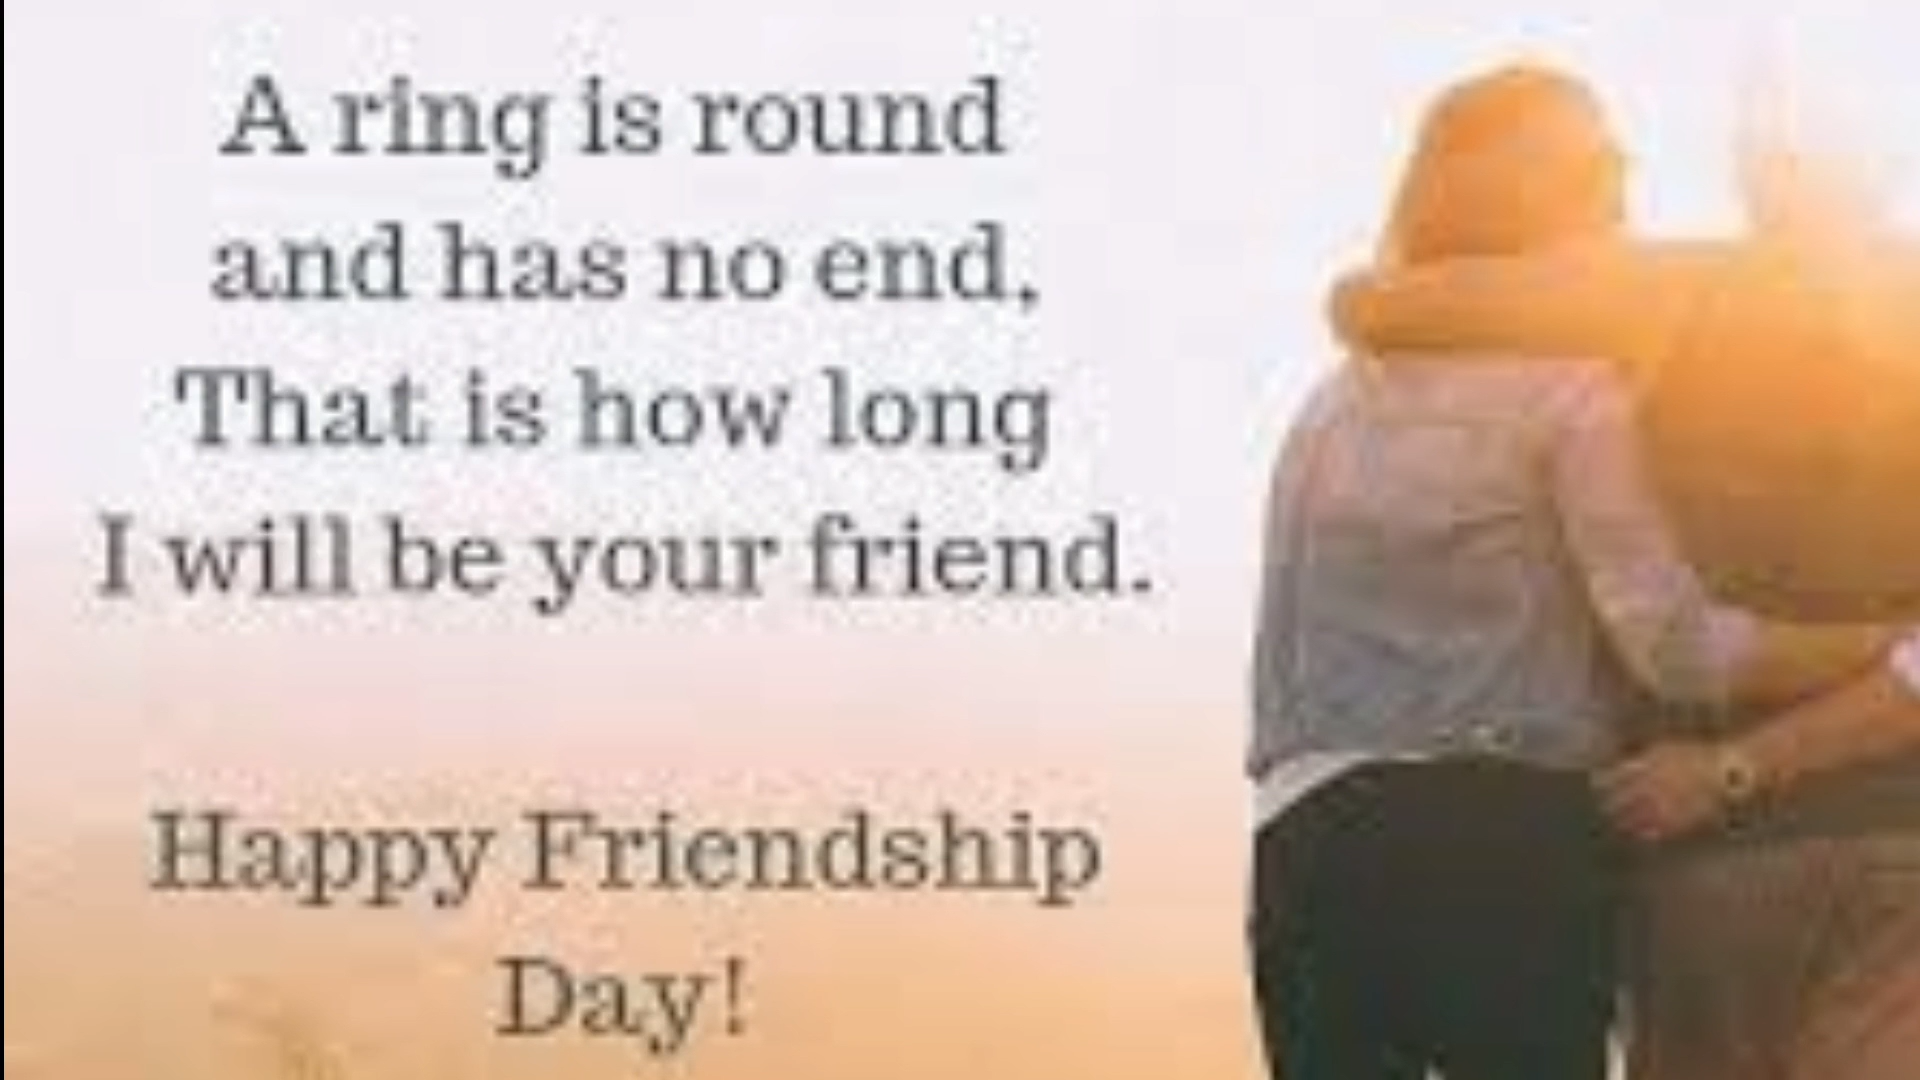 A ring is round
and has no end,
That is how long
I will be your friend.
Happy Friendship
Day!